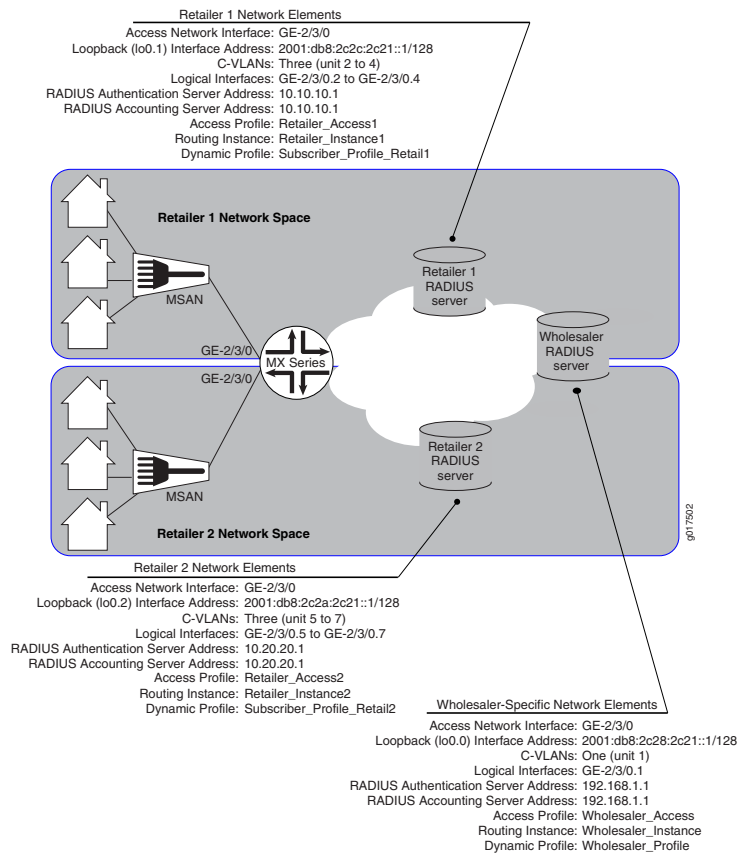 Retailer 1 Network Elements
Access Network Interface: GE-2/3/0
Loopback (lo0.1) Interface Address: 2001:db8:2c2c:2c21::1/128
C-VLANs: Three (unit 2 to 4)
Logical Interfaces: GE-2/3/0.2 to GE-2/3/0.4
RADIUS Authentication Server Address: 10.10.10.1
RADIUS Accounting Server Address: 10.10.10.1
Access Profile: Retailer_Access1
Routing Instance: Retailer_Instance1
Dynamic Profile: Subscriber_Profile_Retail1
Retailer 1 Network Space
MSAN
Retailer 1
RADIUS
server
GE-2/3/0
MX Series
GE-2/3/0
Wholesaler
RADIUS
server
Retailer 2
RADIUS
server
MSAN
Retailer 2 Network Space
g017502
Retailer 2 Network Elements
Access Network Interface: GE-2/3/0
Loopback (lo0.2) Interface Address: 2001:db8:2c2a:2c21::1/128
C-VLANs: Three (unit 5 to 7)
Logical Interfaces: GE-2/3/0.5 to GE-2/3/0.7
RADIUS Authentication Server Address: 10.20.20.1
RADIUS Accounting Server Address: 10.20.20.1
Access Profile: Retailer_Access2
Routing Instance: Retailer_Instance2
Dynamic Profile: Subscriber_Profile_Retail2
Wholesaler-Specific Network Elements
Access Network Interface: GE-2/3/0
Loopback (lo0.0) Interface Address: 2001:db8:2c28:2c21::1/128
C-VLANs: One (unit 1)
Logical Interfaces: GE-2/3/0.1
RADIUS Authentication Server Address: 192.168.1.1
RADIUS Accounting Server Address: 192.168.1.1
Access Profile: Wholesaler_Access
Routing Instance: Wholesaler_Instance
Dynamic Profile: Wholesaler_Profile